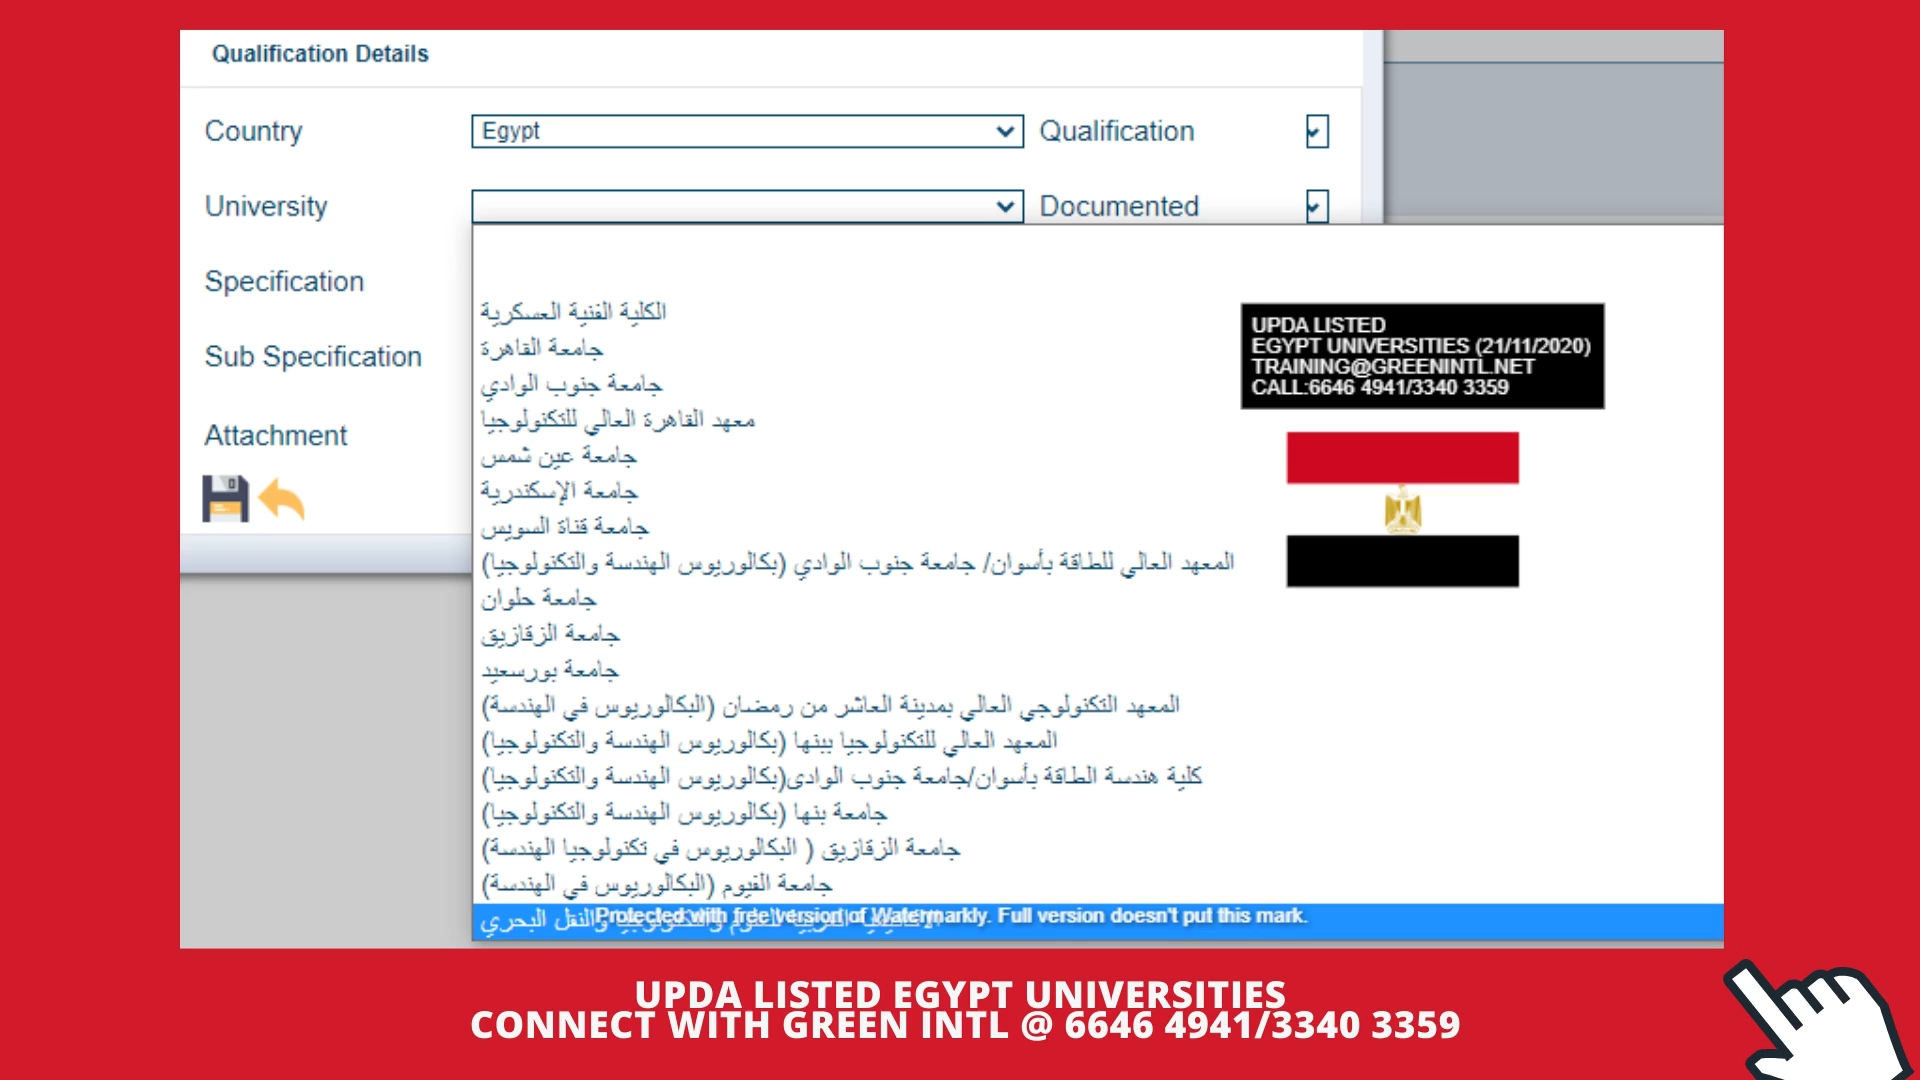 Qualification Details
Country
Egypt
Qualification
University
Documented
Specification
Sub Specification
Attachment
الكلية الفنية العسكرية
جامعة القاهرة
جامعة جنوب الوادي
معهد القاهرة العالي للتكنولوجيا
جامعة عين شمس
جامعة الإسكندرية
جامعة قناة السويس
المعهد العالي للطاقة بأسوان/ جامعة جنوب الوادي (بكالوريوس الهندسة والتكنولوجيا)
جامعة حلوان
جامعة الزقازيق
جامعة بورسعيد
المعهد التكنولوجي العالي بمدينة العاشر من رمضان (البكالوريوس في الهندسة)
المعهد العالي للتكنولوجيا ببنها (بكالوريوس الهندسة والتكنولوجيا)
كلية هندسة الطاقة بأسوان/جامعة جنوب الوادى(بكالوريوس الهندسة والتكنولوجيا)
جامعة بنها (بكالوريوس الهندسة والتكنولوجيا)
جامعة الزقازيق ( البكالوريوس في تكنولوجيا الهندسة)
جامعة الفيوم (البكالوريوس في الهندسة)
والنقل البحري
Protected with free version of Watermarkly. Full version doesn't put this mark.
UPDA LISTED
EGYPT UNIVERSITIES (21/11/2020)
TRAINING@GREENINTL.NET
CALL:6646 4941/3340 3359
UPDA LISTED EGYPT UNIVERSITIES
CONNECT WITH GREEN INTL @ 6646 4941/3340 3359